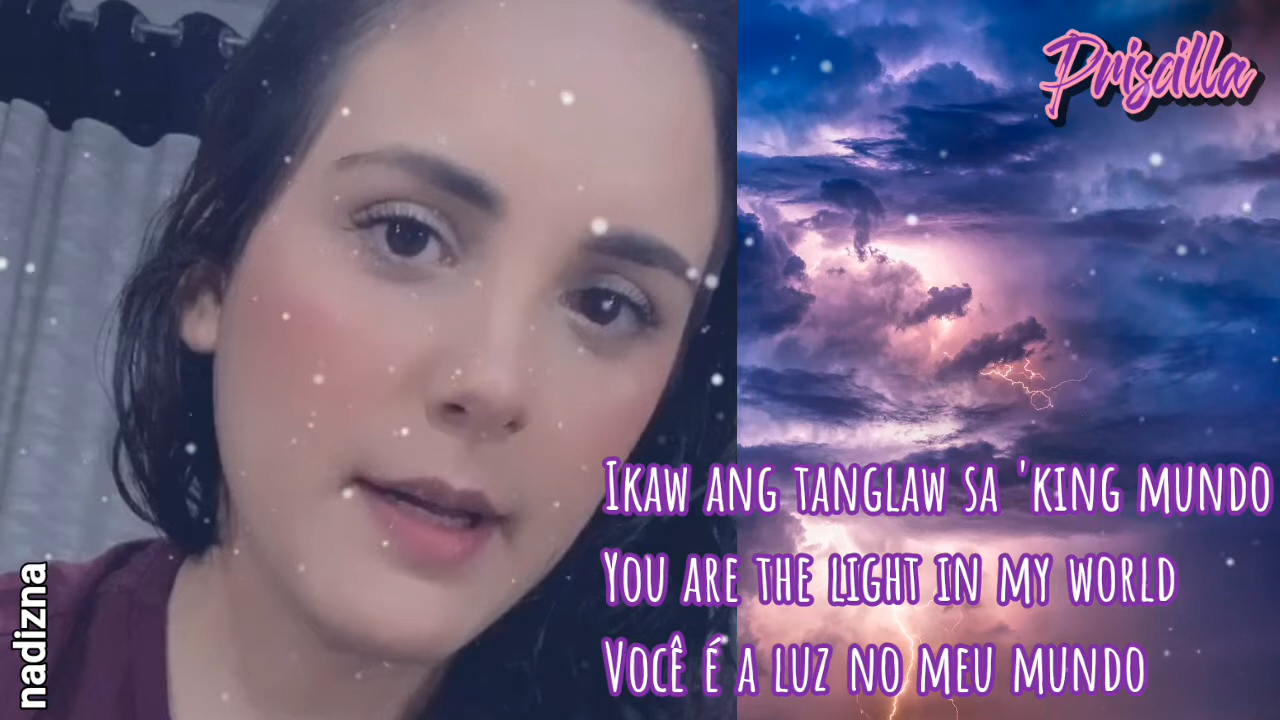 Priscilla
Ikaw ang tanglaw sa 'king mundo
You are the light in my world
Você é a luz no meu mundo
nadizna